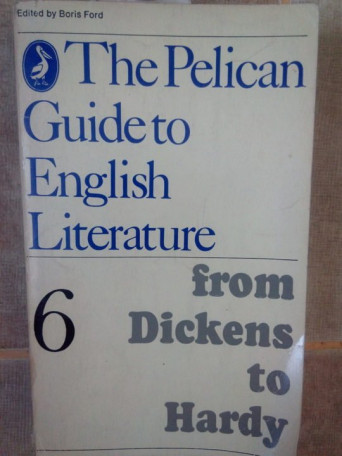 Edited by Boris Ford
The Pelican
Guide to
English
Literature
6
from
Dickens
to
Hardy